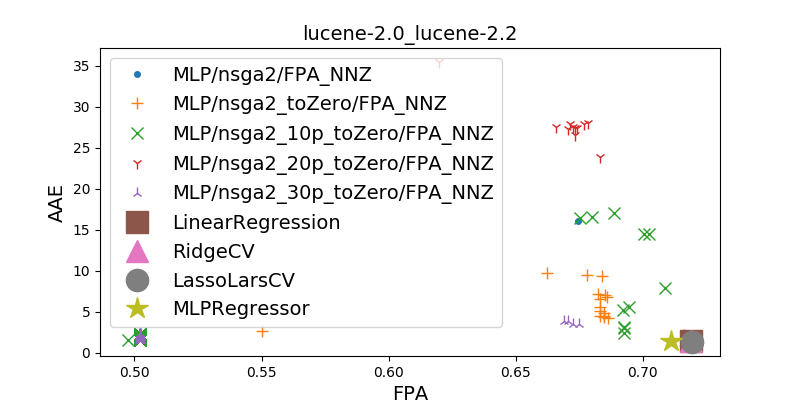 lucene-2.0_lucene-2.2
35
30
25
20
15
10
5
0
AAE
MLP/nsga2/FPA_NNZ
MLP/nsga2_toZero/FPA_NNZ
MLP/nsga2_10p_toZero/FPA_NNZ
MLP/nsga2_20p_toZero/FPA_NNZ
MLP/nsga2_30p_toZero/FPA_NNZ
LinearRegression
RidgeCV
LassoLarsCV
MLPRegressor
0.50 0.55 0.60 0.65 0.70
FPA